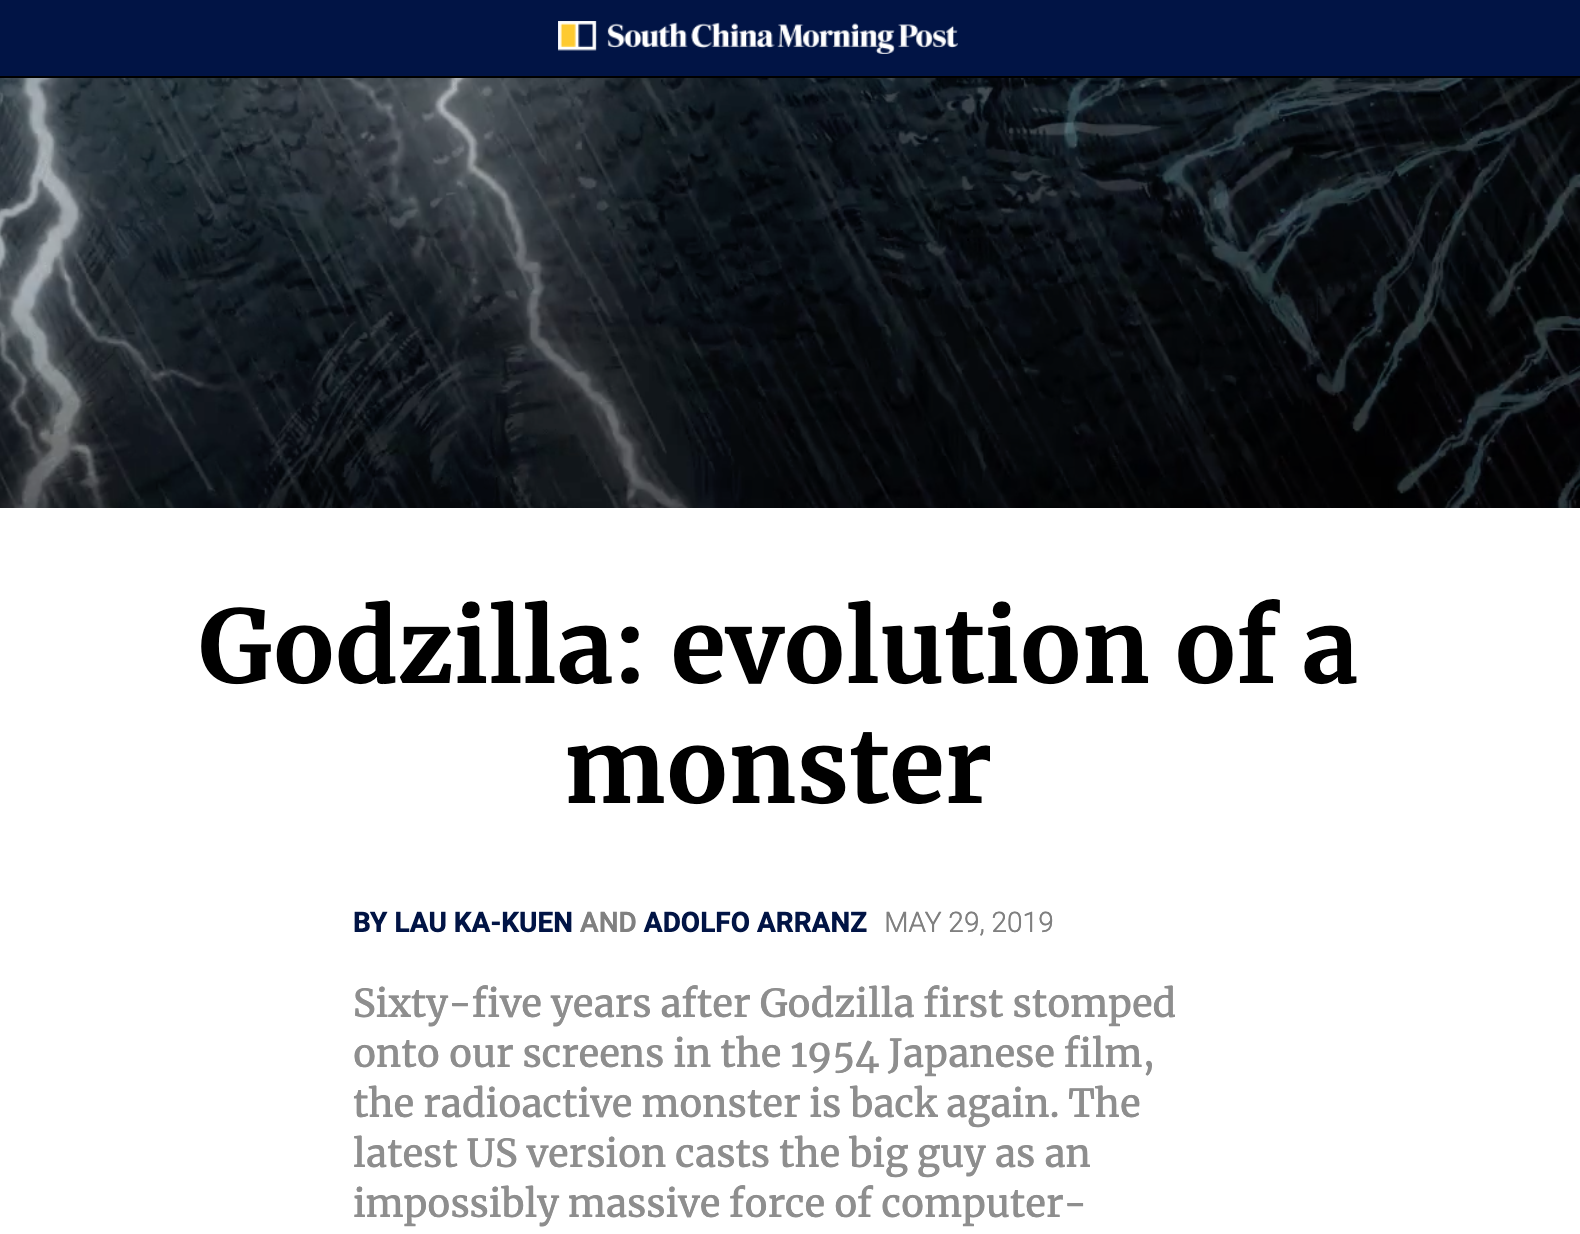 South China Morning Post
Godzilla: evolution of a
monster
BY LAU KA-KUEN AND ADOLFO ARRANZ MAY 29, 2019
Sixty-five years after Godzilla first stomped
onto our screens in the 1954 Japanese film,
the radioactive monster is back again. The
latest US version casts the big guy as an
impossibly massive force of computer-